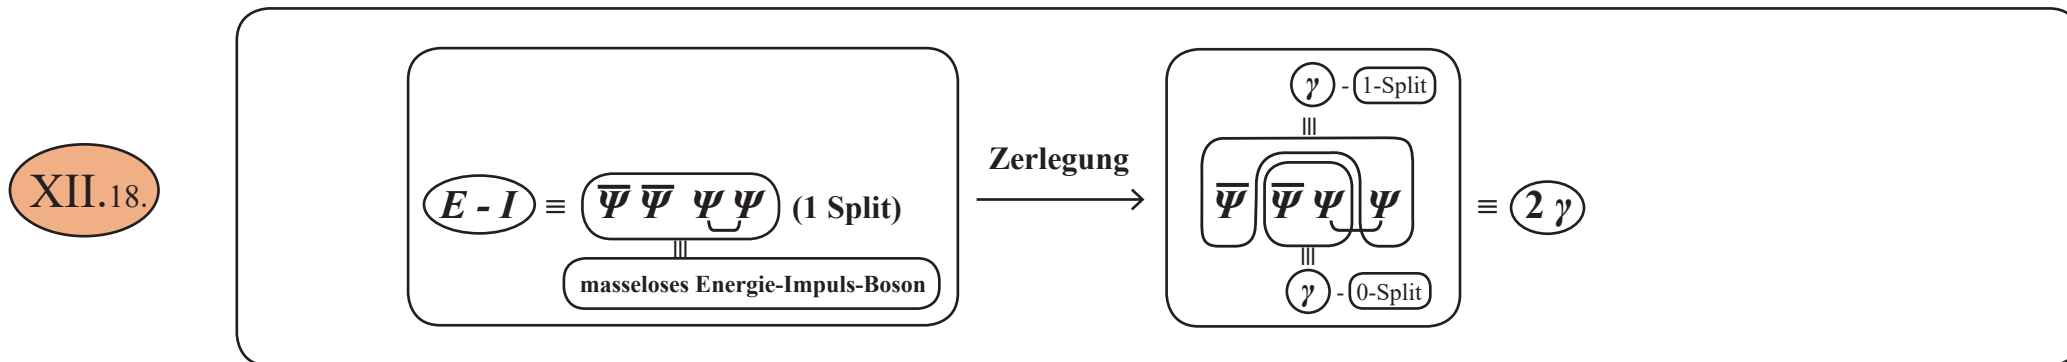 XII.18.
E - I ≡ Ψ̅ Ψ̅ Ψ Ψ (1 Split)
|||
masseloses Energie-Impuls-Boson
Zerlegung
γ - 1-Split
|||
Ψ̅ Ψ̅ Ψ Ψ ≡ 2 γ
|||
γ - 0-Split